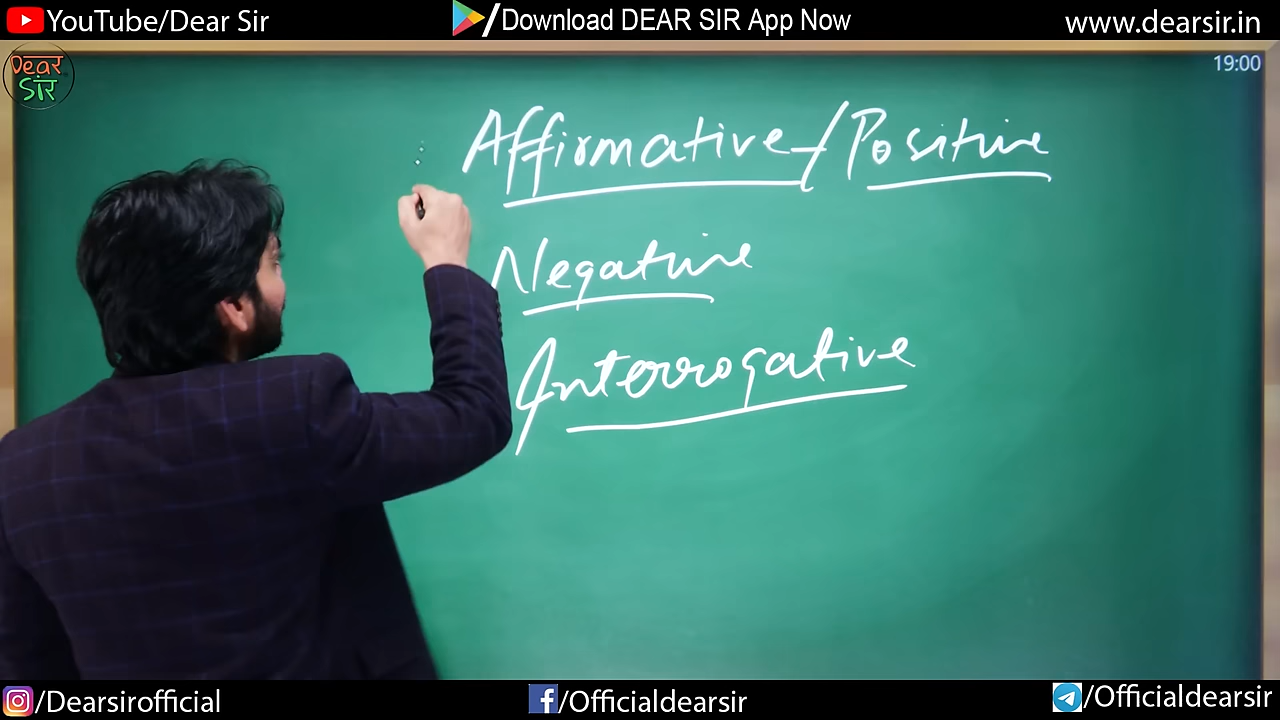 YouTube/Dear Sir
/Download DEAR SIR App Now
www.dearsir.in
Dear
Sir
19:00
Affirmative/Positive
Negative
Interrogative
/Dearsirofficial
/Officialdearsir
/Officialdearsir